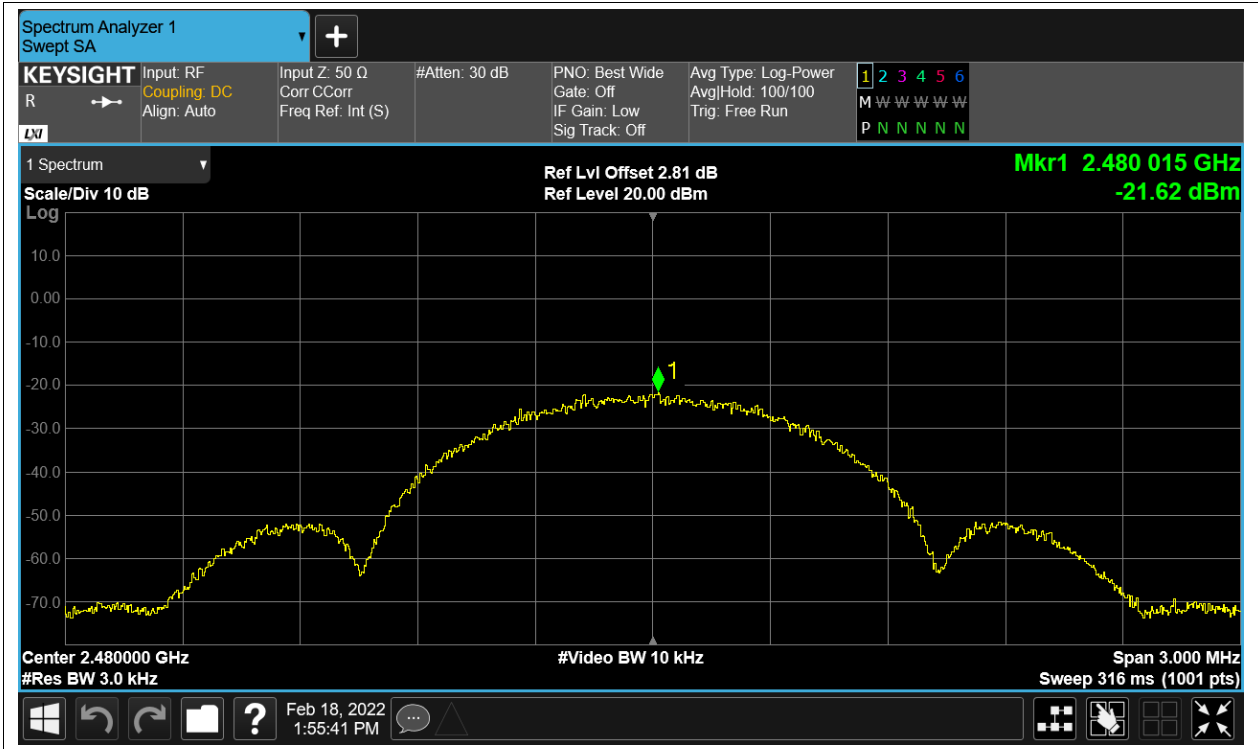 Spectrum Analyzer 1
Swept SA
KEYSIGHT
R
LXI
Input: RF
Coupling: DC
Align: Auto
Input Z: 50 Ω
Corr CCorr
Freq Ref: Int (S)
#Atten: 30 dB
PNO: Best Wide
Gate: Off
IF Gain: Low
Sig Track: Off
Avg Type: Log-Power
Avg|Hold: 100/100
Trig: Free Run
1 2 3 4 5 6
M W W W W W W
P N N N N N N
1 Spectrum
Scale/Div 10 dB
Log
Ref Lvl Offset 2.81 dB
Ref Level 20.00 dBm
Mkr1 2.480 015 GHz
-21.62 dBm
10.0
0.00
-10.0
1
-20.0
-30.0
-40.0
-50.0
-60.0
-70.0
Center 2.480000 GHz
#Res BW 3.0 kHz
#Video BW 10 kHz
Span 3.000 MHz
Sweep 316 ms (1001 pts)
?
Feb 18, 2022
1:55:41 PM